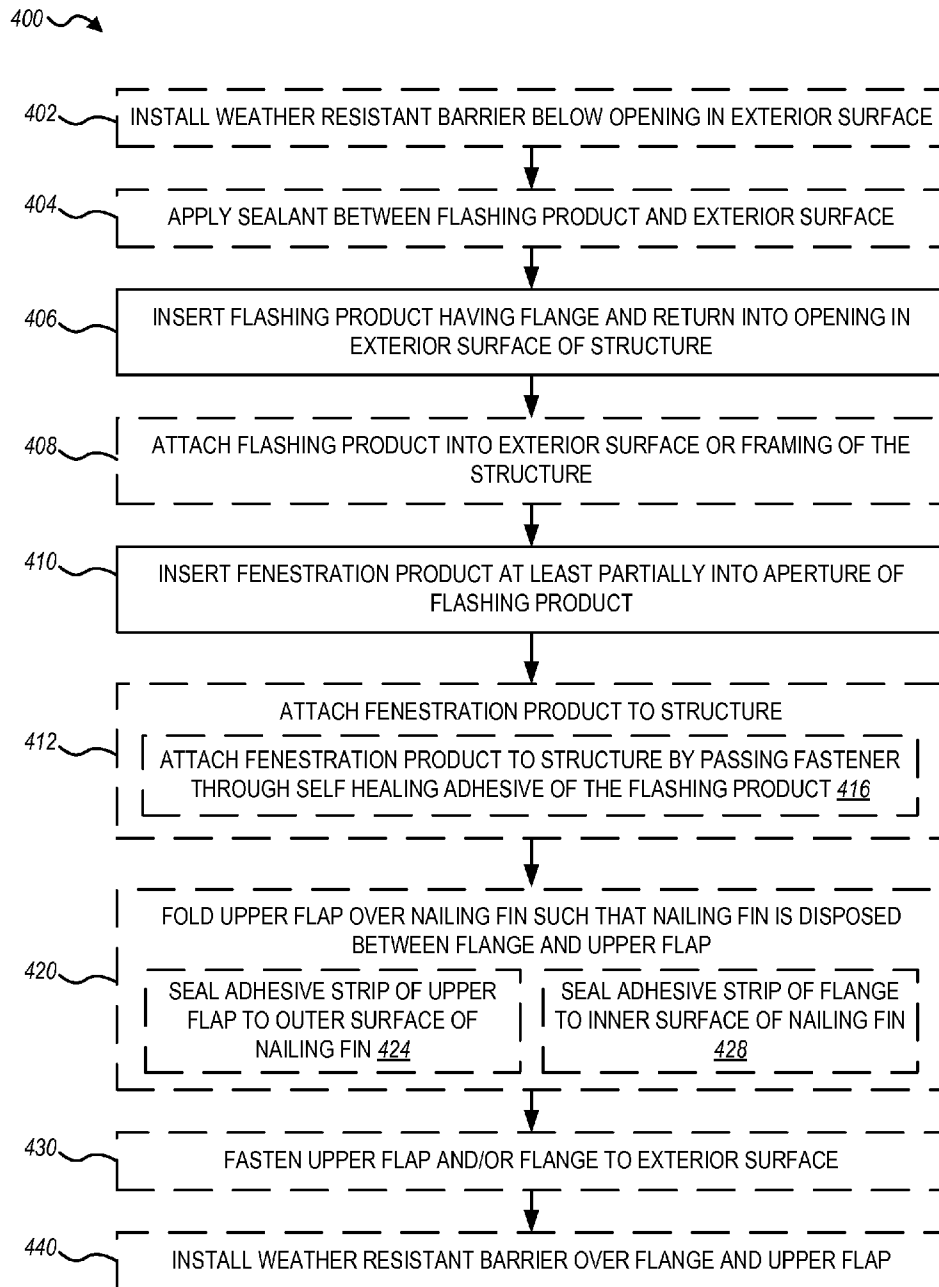 400
402
INSTALL WEATHER RESISTANT BARRIER BELOW OPENING IN EXTERIOR SURFACE
404
APPLY SEALANT BETWEEN FLASHING PRODUCT AND EXTERIOR SURFACE
406
INSERT FLASHING PRODUCT HAVING FLANGE AND RETURN INTO OPENING IN
EXTERIOR SURFACE OF STRUCTURE
408
ATTACH FLASHING PRODUCT INTO EXTERIOR SURFACE OR FRAMING OF THE
STRUCTURE
410
INSERT FENESTRATION PRODUCT AT LEAST PARTIALLY INTO APERTURE OF
FLASHING PRODUCT
412
ATTACH FENESTRATION PRODUCT TO STRUCTURE
ATTACH FENESTRATION PRODUCT TO STRUCTURE BY PASSING FASTENER
THROUGH SELF HEALING ADHESIVE OF THE FLASHING PRODUCT 416
420
FOLD UPPER FLAP OVER NAILING FIN SUCH THAT NAILING FIN IS DISPOSED
BETWEEN FLANGE AND UPPER FLAP
SEAL ADHESIVE STRIP OF UPPER
FLAP TO OUTER SURFACE OF
NAILING FIN 424
SEAL ADHESIVE STRIP OF FLANGE
TO INNER SURFACE OF NAILING FIN
428
430
FASTEN UPPER FLAP AND/OR FLANGE TO EXTERIOR SURFACE
440
INSTALL WEATHER RESISTANT BARRIER OVER FLANGE AND UPPER FLAP